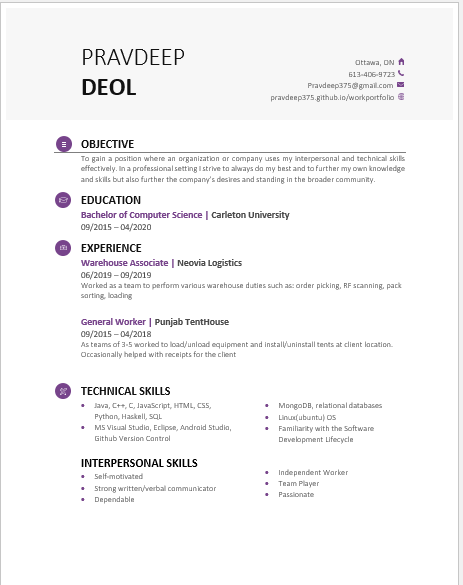 PRAVDEEP
DEOL
Ottawa, ON
613-406-9723
Pravdeep375@gmail.com
pravdeep375.github.io/workportfolio
OBJECTIVE
To gain a position where an organization or company uses my interpersonal and technical skills
effectively. In a professional setting I strive to always do my best and to further my own knowledge
and skills but also further the company's desires and standing in the broader community.
EDUCATION
Bachelor of Computer Science | Carleton University
09/2015 – 04/2020
EXPERIENCE
Warehouse Associate | Neovia Logistics
06/2019 – 09/2019
Worked as a team to perform various warehouse duties such as: order picking, RF scanning, pack
sorting, loading
General Worker | Punjab TentHouse
09/2015 – 04/2018
As teams of 3-5 worked to load/unload equipment and install/uninstall tents at client location.
Occasionally helped with receipts for the client
TECHNICAL SKILLS
• Java, C++, C, JavaScript, HTML, CSS,
Python, Haskell, SQL
• MS Visual Studio, Eclipse, Android Studio,
Github Version Control
• MongoDB, relational databases
• Linux(ubuntu) OS
• Familiarity with the Software
Development Lifecycle
INTERPERSONAL SKILLS
• Self-motivated
• Strong written/verbal communicator
• Dependable
• Independent Worker
• Team Player
• Passionate